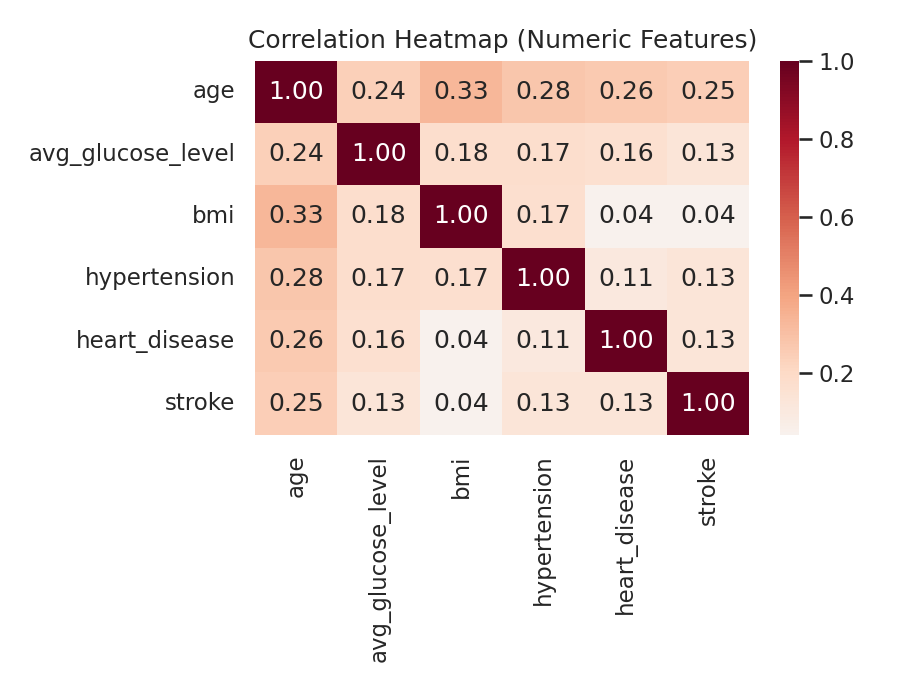 Correlation Heatmap (Numeric Features)
age 1.00 0.24 0.33 0.28 0.26 0.25
avg_glucose_level 0.24 1.00 0.18 0.17 0.16 0.13
bmi 0.33 0.18 1.00 0.17 0.04 0.04
hypertension 0.28 0.17 0.17 1.00 0.11 0.13
heart_disease 0.26 0.16 0.04 0.11 1.00 0.13
stroke 0.25 0.13 0.04 0.13 0.13 1.00
age
avg_glucose_level
bmi
hypertension
heart_disease
stroke
1.0
0.8
0.6
0.4
0.2